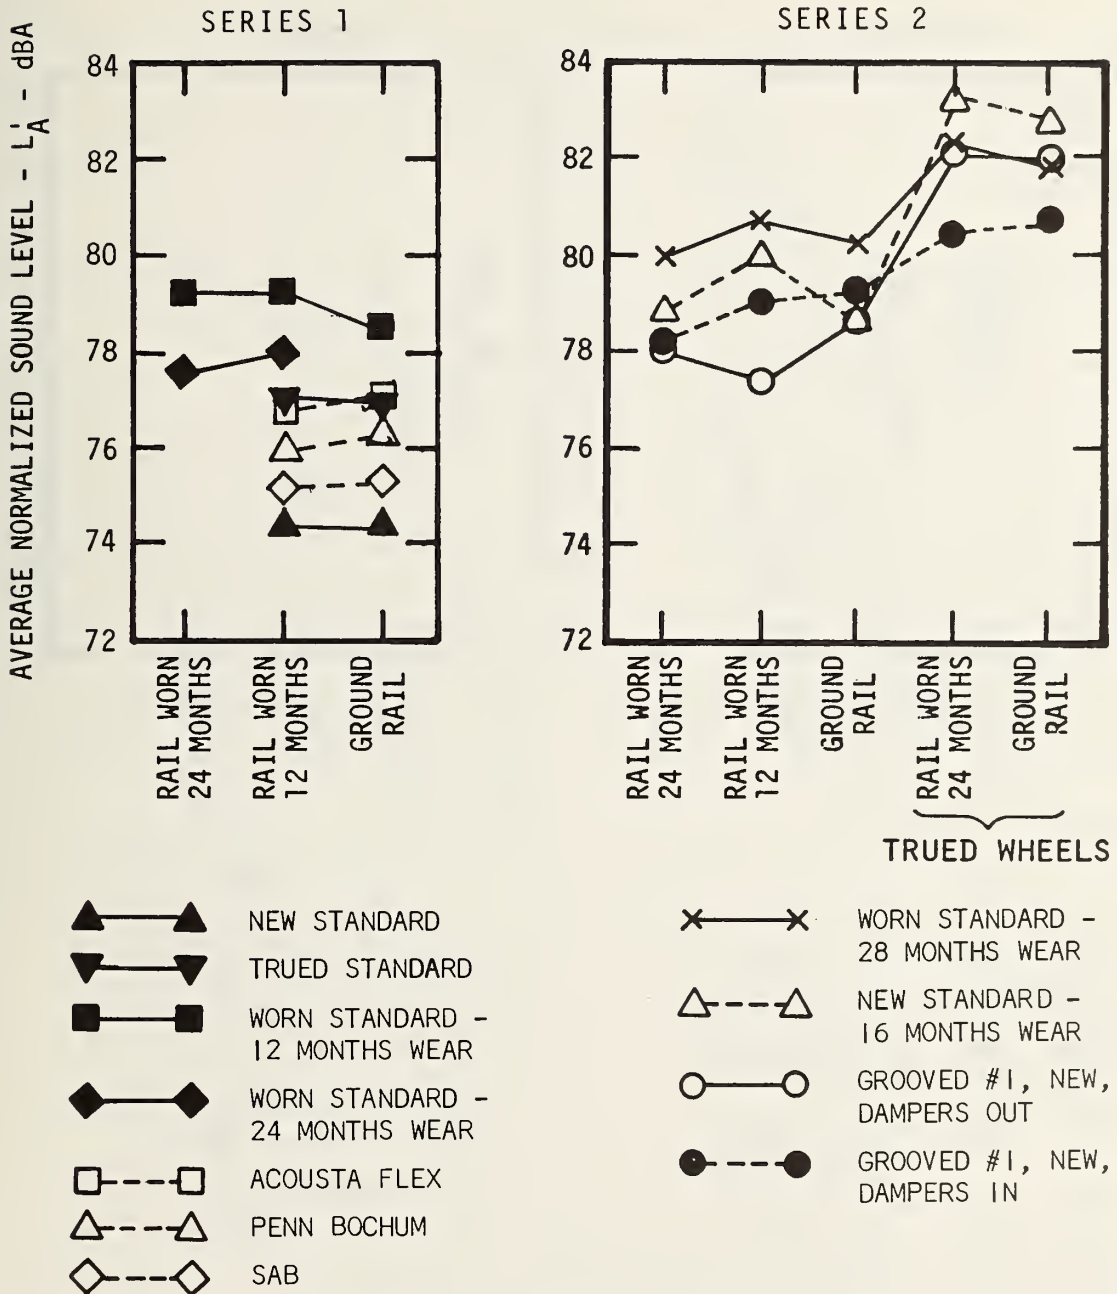 AVERAGE NORMALIZED SOUND LEVEL - L'A - dBA
SERIES 1
84
82
80
78
76
74
72
RAIL WORN
24 MONTHS
RAIL WORN
12 MONTHS
GROUND
RAIL
SERIES 2
84
82
80
78
76
74
72
RAIL WORN
24 MONTHS
RAIL WORN
12 MONTHS
GROUND
RAIL
RAIL WORN
24 MONTHS
GROUND
RAIL
TRUED WHEELS
NEW STANDARD
TRUED STANDARD
WORN STANDARD -
12 MONTHS WEAR
WORN STANDARD -
24 MONTHS WEAR
ACOUSTA FLEX
PENN BOCHUM
SAB
WORN STANDARD -
28 MONTHS WEAR
NEW STANDARD -
16 MONTHS WEAR
GROOVED #1, NEW,
DAMPERS OUT
GROOVED #1, NEW,
DAMPERS IN